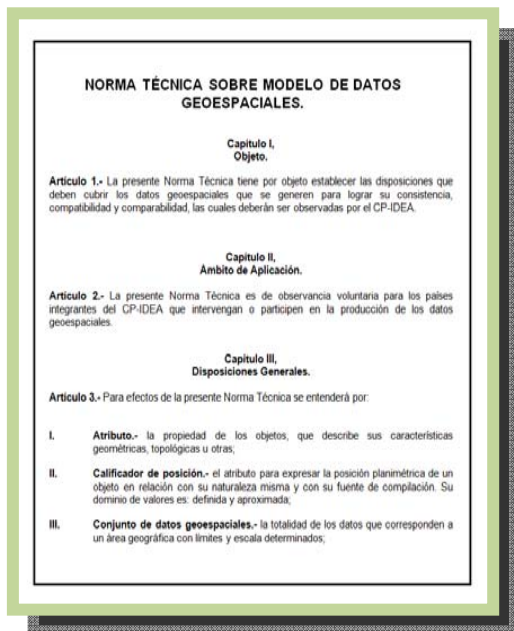 NORMA TÉCNICA SOBRE MODELO DE DATOS
GEOESPACIALES.
Capitulo I,
Objeto.
Artículo 1.- La presente Norma Técnica tiene por objeto establecer las disposiciones que
deben cubrir los datos geoespaciales que se generen para lograr su consistencia,
compatibilidad y comparabilidad, las cuales deberán ser observadas por el CP-IDEA.
Capitulo II,
Ámbito de Aplicación.
Artículo 2.- La presente Norma Técnica es de observancia voluntaria para los países
integrantes del CP-IDEA que intervengan o participen en la producción de los datos
geoespaciales.
Capitulo III,
Disposiciones Generales.
Artículo 3.- Para efectos de la presente Norma Técnica se entenderá por:
I. Atributo.- la propiedad de los objetos, que describe sus características
geométricas, topológicas u otras;
II. Calificador de posición.- el atributo para expresar la posición planimétrica de un
objeto en relación con su naturaleza misma y con su fuente de compilación. Su
dominio de valores es: definida y aproximada;
III. Conjunto de datos geoespaciales.- la totalidad de los datos que corresponden a
un área geográfica con límites y escala determinados;